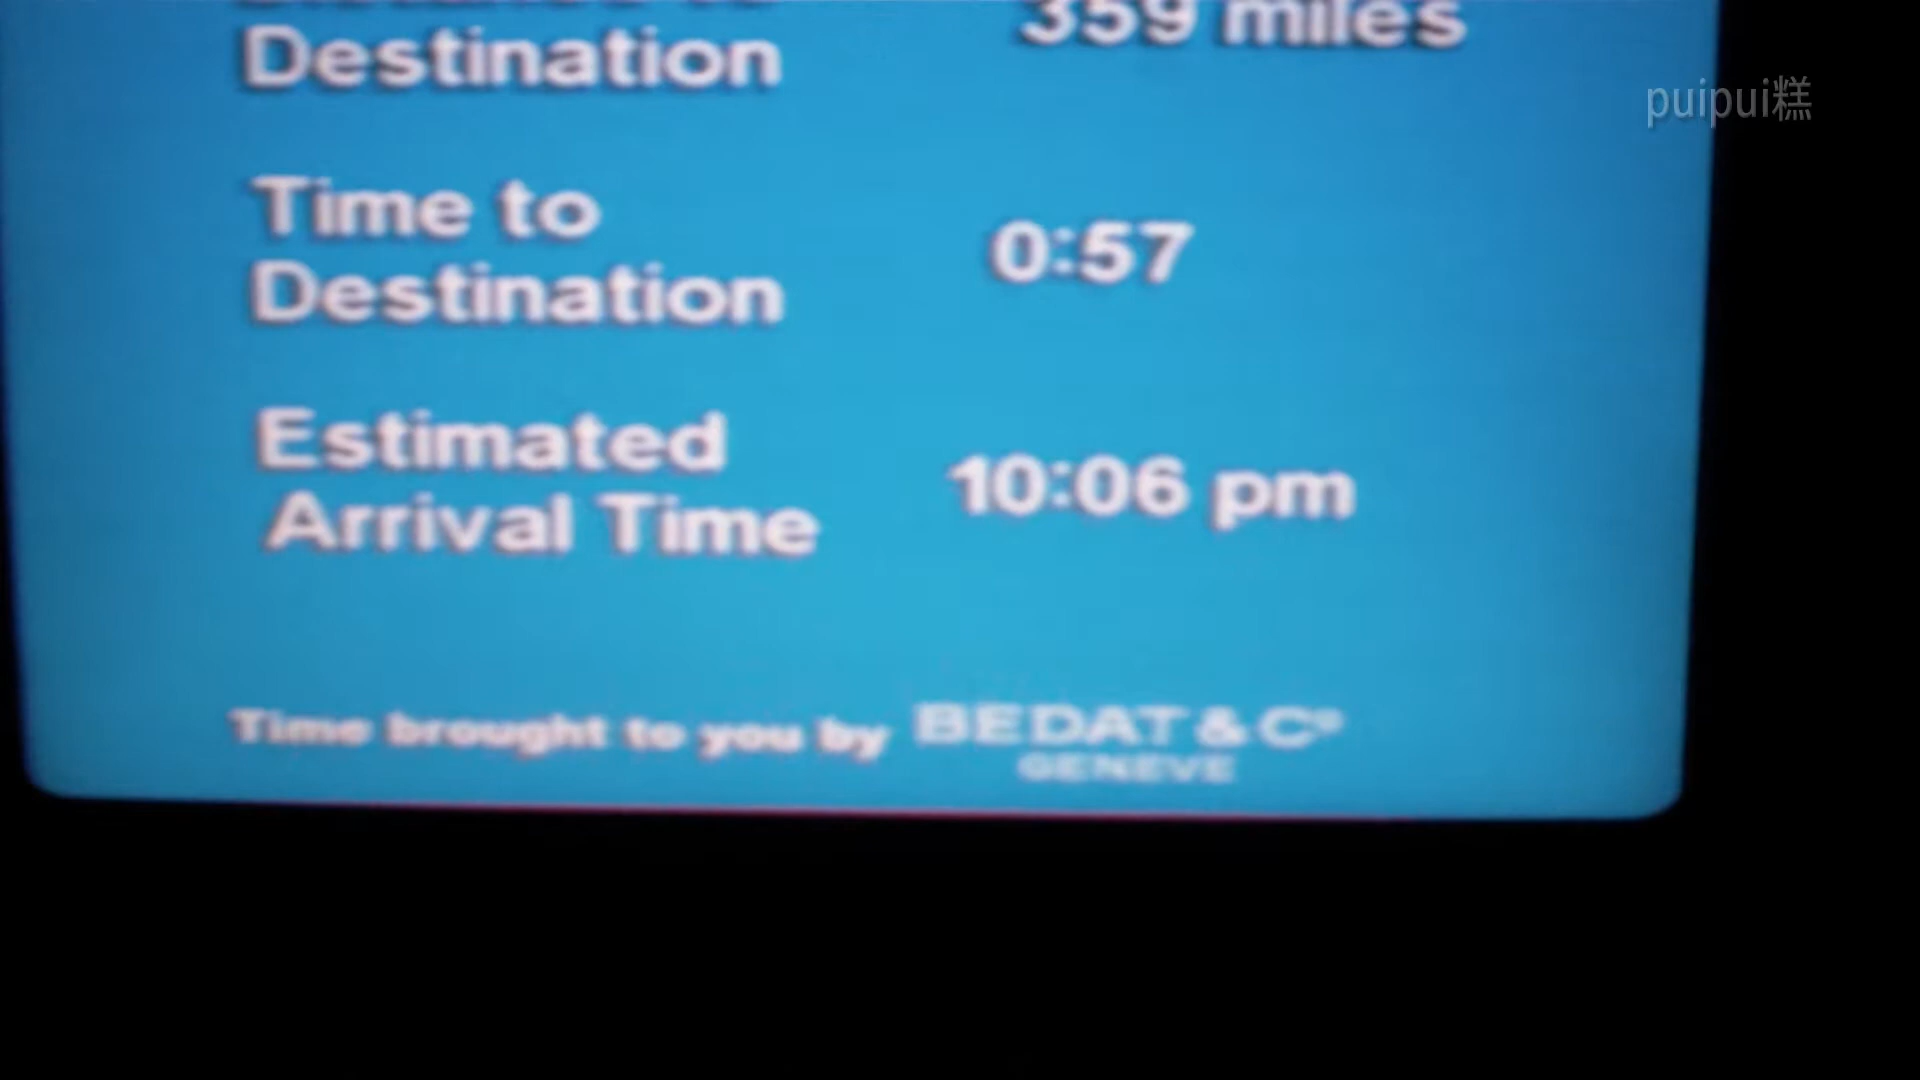 Destination
359 miles
puipui糕
Time to
Destination
0:57
Estimated
Arrival Time
10:06 pm
Time brought to you by BEDAT & Cº
GENEVE